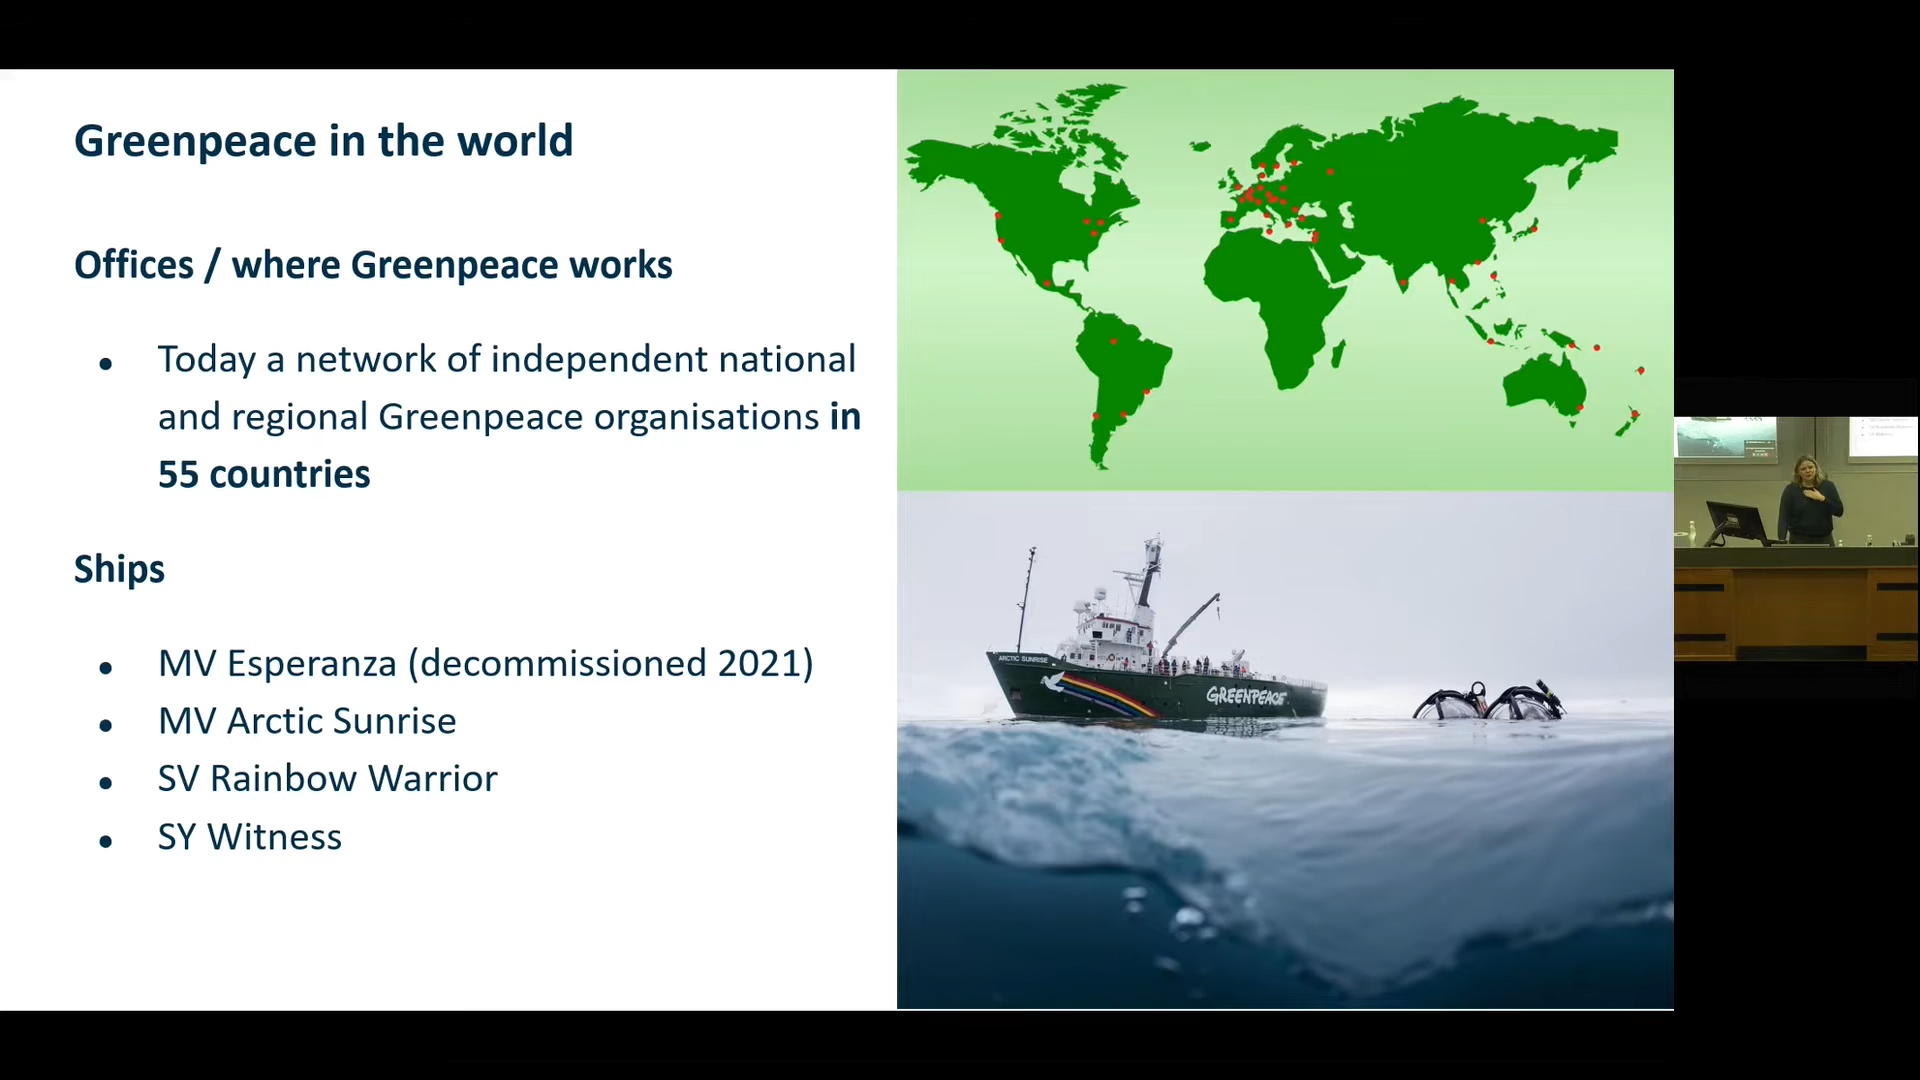 Greenpeace in the world
Offices / where Greenpeace works
• Today a network of independent national
and regional Greenpeace organisations in
55 countries
Ships
• MV Esperanza (decommissioned 2021)
• MV Arctic Sunrise
• SV Rainbow Warrior
• SY Witness
ARCTIC SUNRISE
GREENPEACE